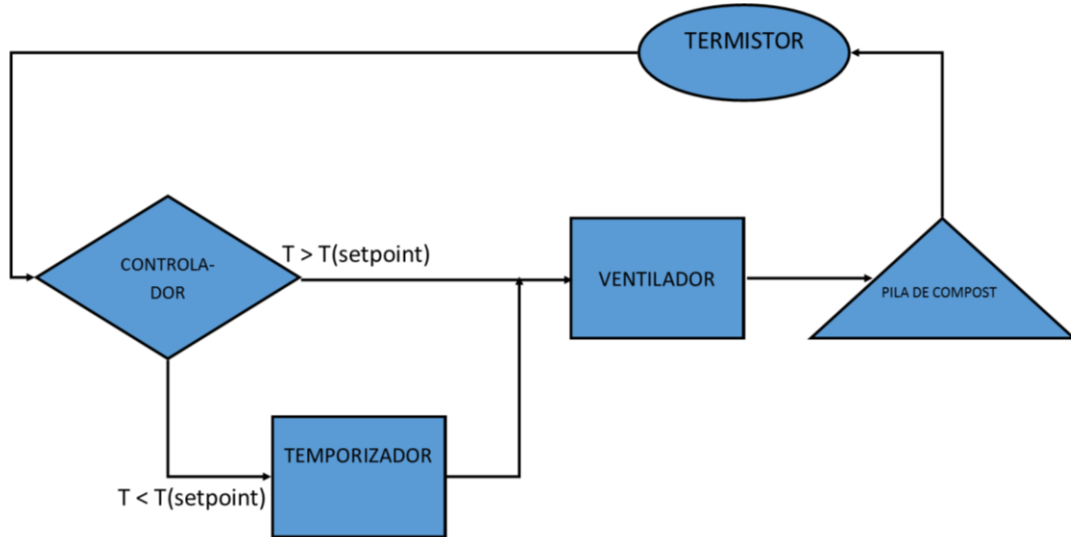 TERMISTOR
T > T(setpoint)
CONTROLA-
DOR
VENTILADOR
PILA DE COMPOST
TEMPORIZADOR
T < T(setpoint)